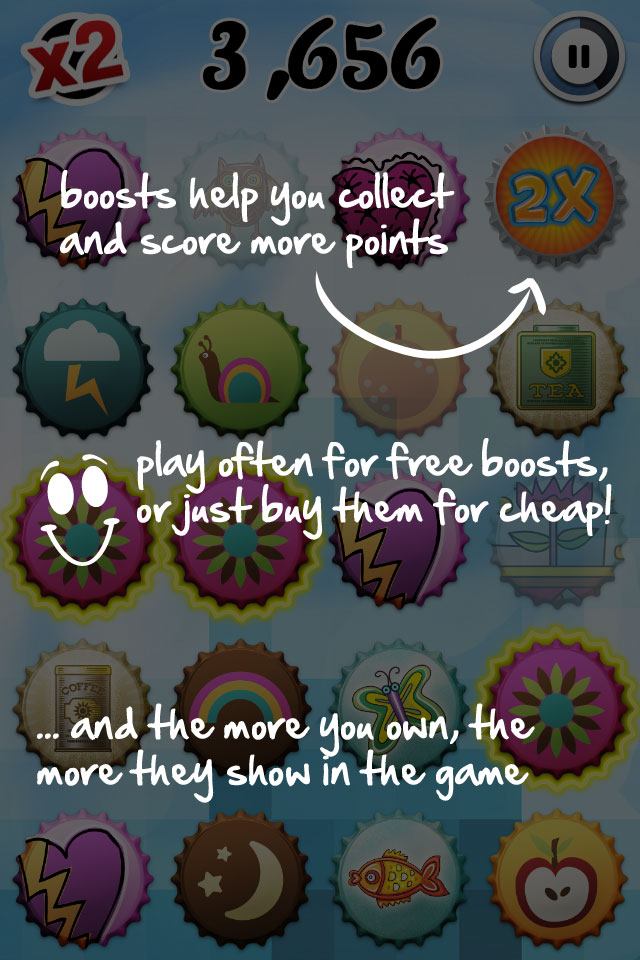 x2 3,656
boosts help you collect
and score more points
2X
TEA
play often for free boosts,
or just buy them for cheap!
COFFEE
... and the more you own, the
more they show in the game